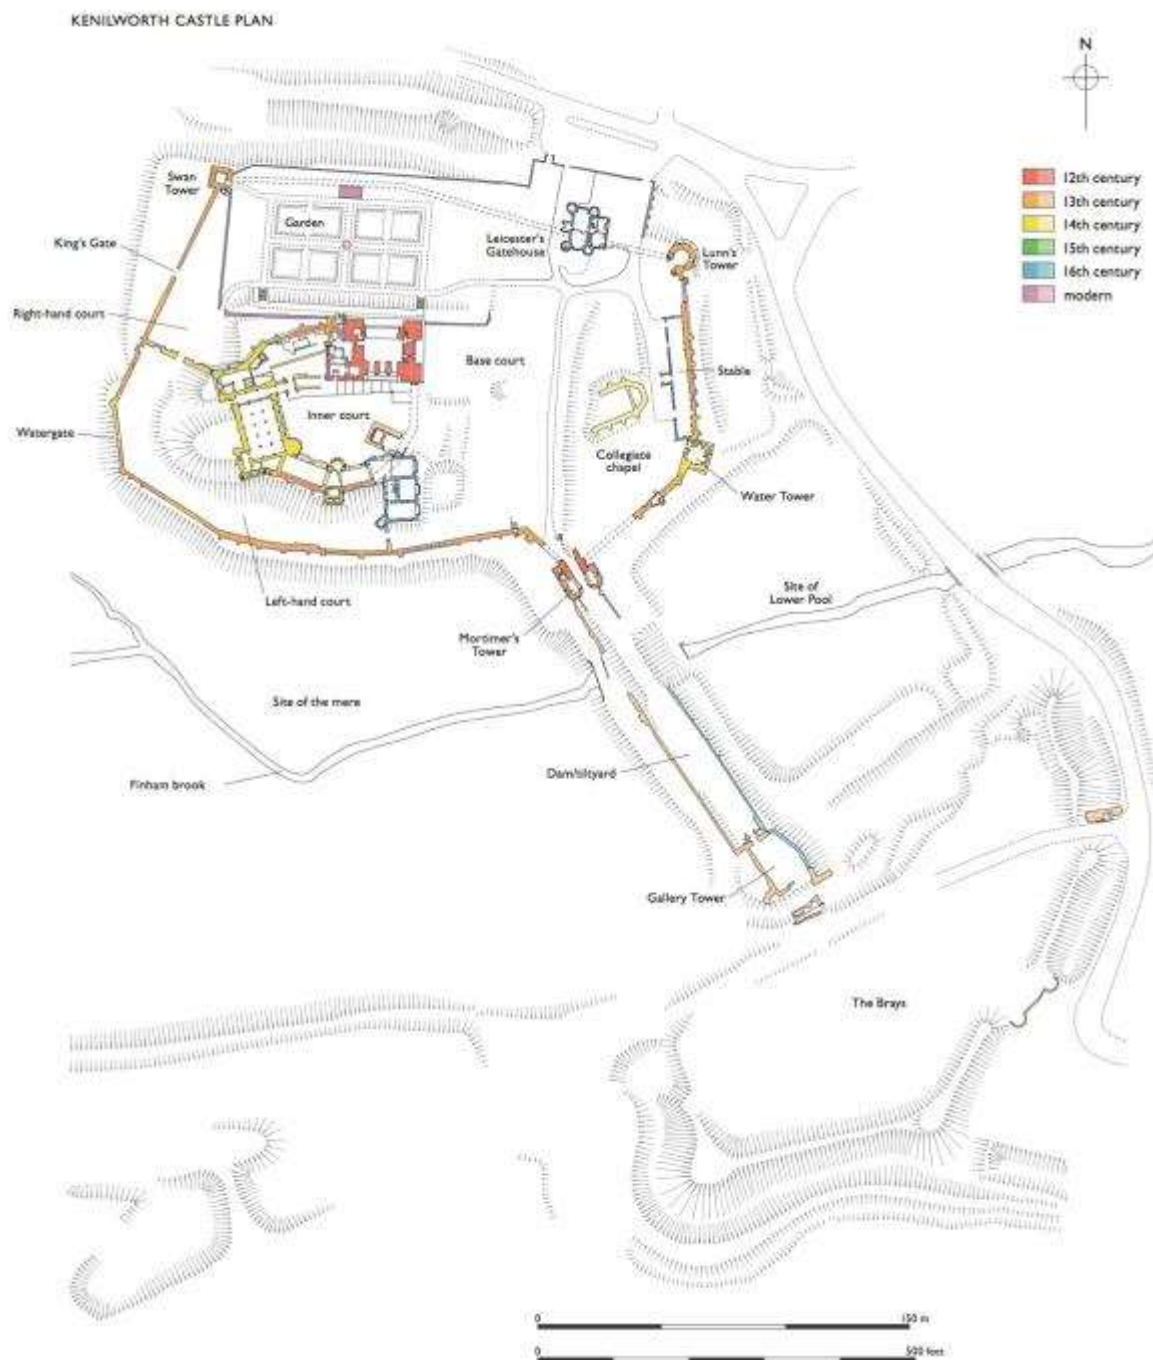 KENILWORTH CASTLE PLAN
N
12th century
13th century
14th century
15th century
16th century
modern
Swan
Tower
Garden
King's Gate
Leicester's
Gatehouse
Lunn's
Tower
Right-hand court
Base court
Stable
Inner court
Watergate
Collegiate
chapel
Water Tower
Left-hand court
Site of
Lower Pool
Mortimer's
Tower
Site of the mere
Finham brook
Dam/tiltyard
Gallery Tower
The Brays
0
150 m
0
500 feet